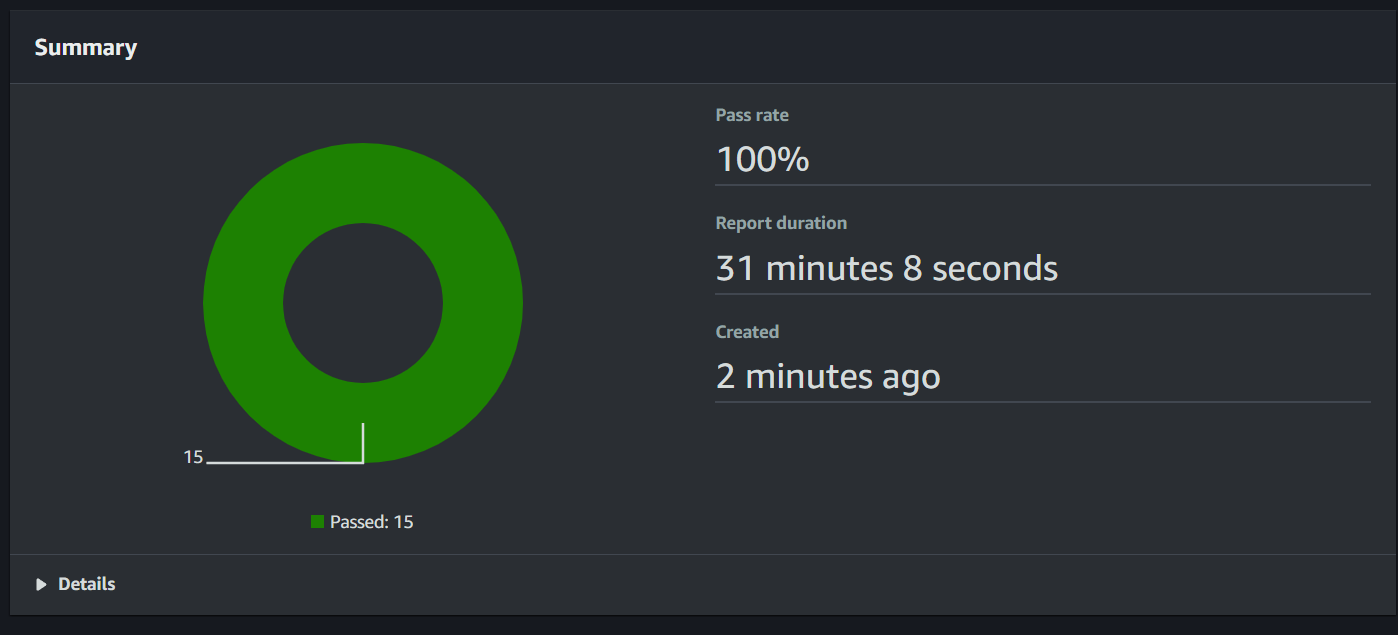 Summary
15
Passed: 15
Pass rate
100%
Report duration
31 minutes 8 seconds
Created
2 minutes ago
Details